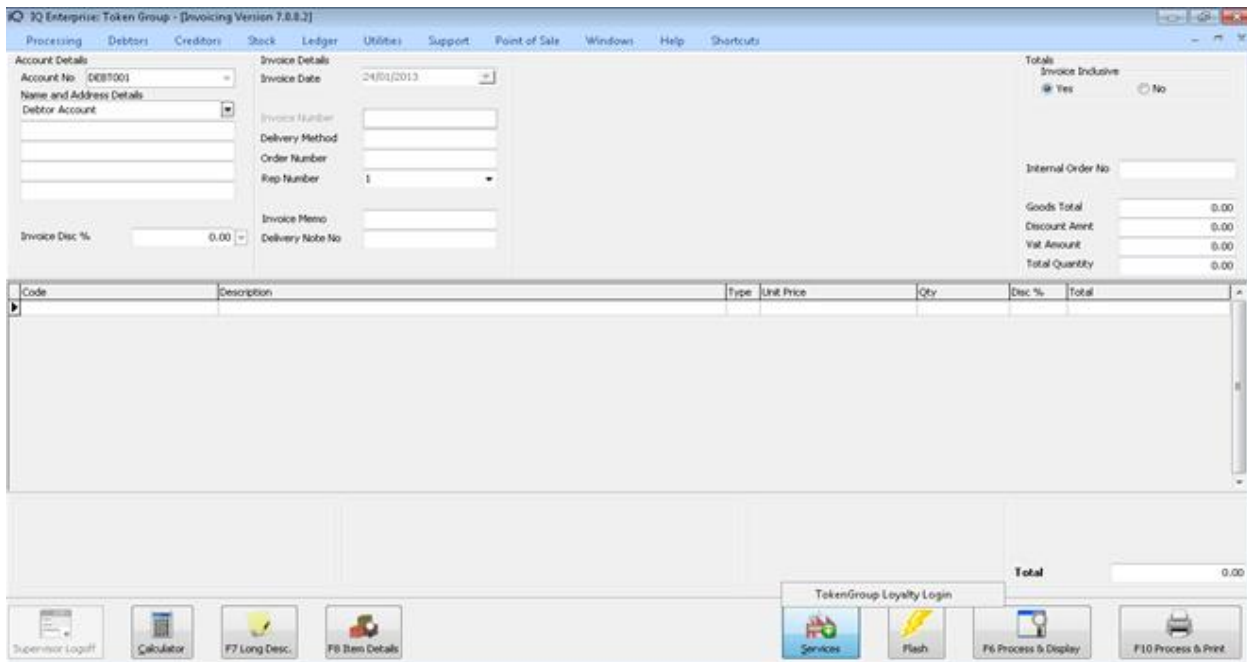 IQ Enterprise: Token Group - [Invoicing Version 7.0.8.2]
Processing Debtors Creditors Stock Ledger Utilities Support Point of Sale Windows Help Shortcuts
Account Details
Account No DEBT001
Name and Address Details
Debtor Account
Invoice Disc % 0.00
Invoice Details
Invoice Date 24/01/2013
Invoice Number
Delivery Method
Order Number
Rep Number 1
Invoice Memo
Delivery Note No
Totals
Invoice Inclusive
Yes No
Internal Order No
Goods Total 0.00
Discount Amnt 0.00
Vat Amount 0.00
Total Quantity 0.00
Code Description Type Unit Price Qty Disc % Total
Total 0.00
TokenGroup Loyalty Login
Supervisor Logoff Calculator F7 Long Desc. F8 Item Details Services Flash F6 Process & Display F10 Process & Print